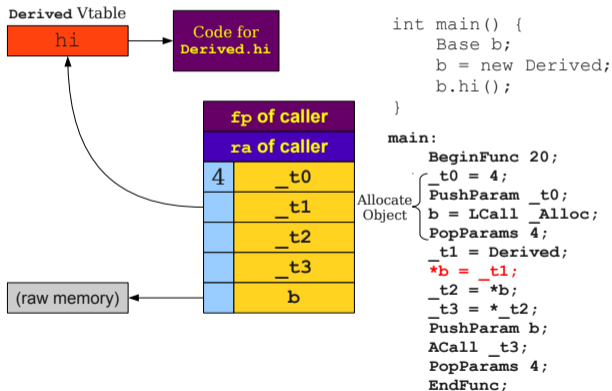 Derived Vtable
hi
Code for
Derived.hi
fp of caller
ra of caller
4 _t0
_t1
_t2
_t3
b
(raw memory)
Allocate
Object
int main() {
Base b;
b = new Derived;
b.hi();
}
main:
BeginFunc 20;
_t0 = 4;
PushParam _t0;
b = LCall _Alloc;
PopParams 4;
_t1 = Derived;
*b = _t1;
_t2 = *b;
_t3 = *_t2;
PushParam b;
ACall _t3;
PopParams 4;
EndFunc;